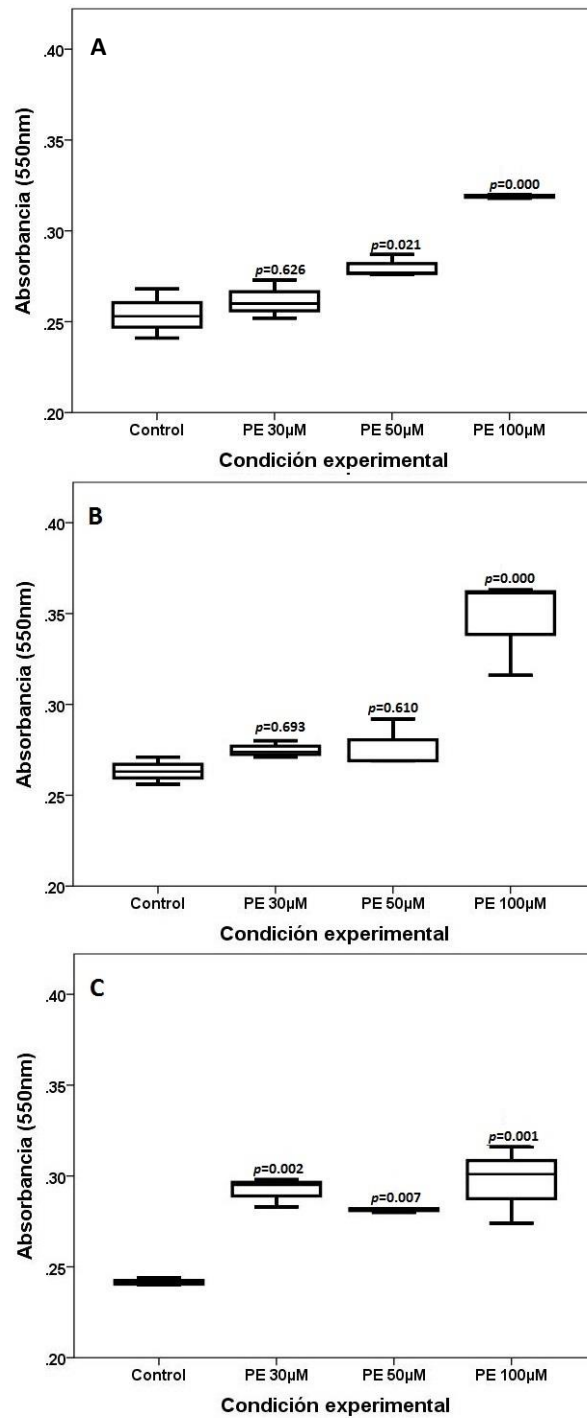 A
Absorbancia (550nm)
.40
.35
.30
.25
.20
p=0.626
p=0.021
p=0.000
Control
PE 30µM
PE 50µM
PE 100µM
Condición experimental
B
Absorbancia (550nm)
.40
.35
.30
.25
.20
p=0.693
p=0.610
p=0.000
Control
PE 30µM
PE 50µM
PE 100µM
Condición experimental
C
Absorbancia (550nm)
.40
.35
.30
.25
.20
p=0.002
p=0.007
p=0.001
Control
PE 30µM
PE 50µM
PE 100µM
Condición experimental